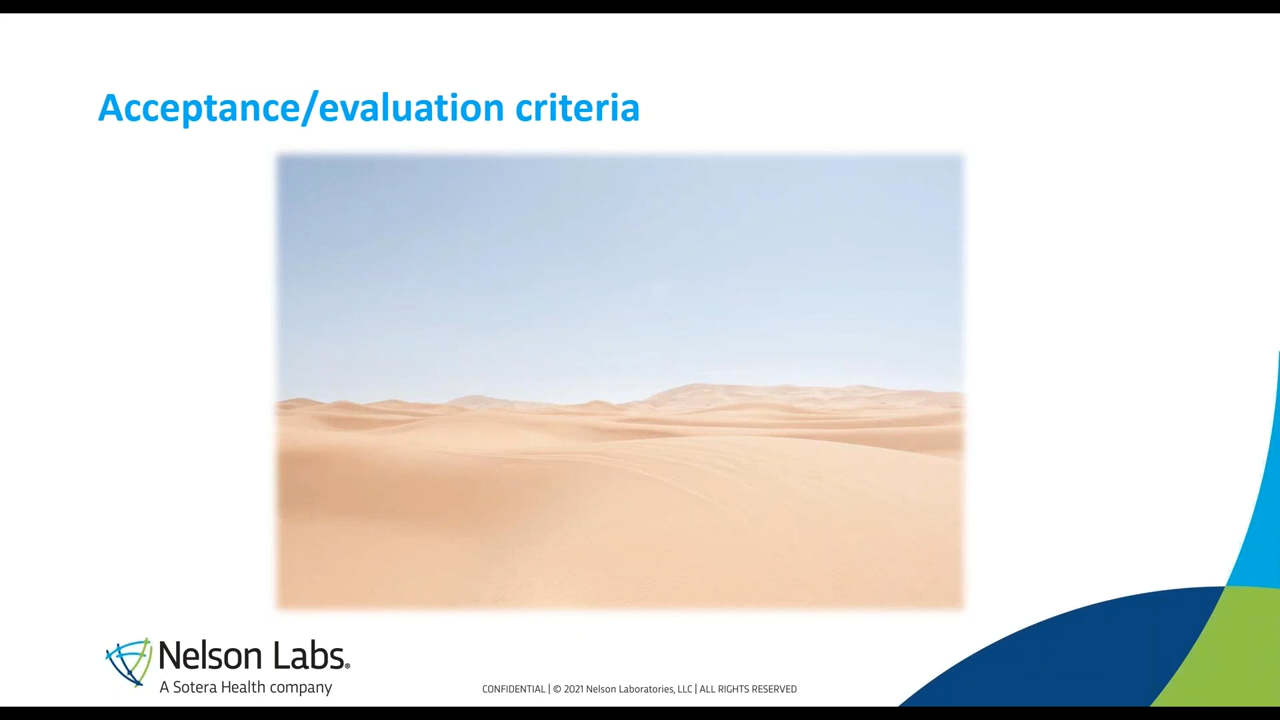 Acceptance/evaluation criteria
Nelson Labs.®
A Sotera Health company
CONFIDENTIAL | © 2021 Nelson Laboratories, LLC | ALL RIGHTS RESERVED